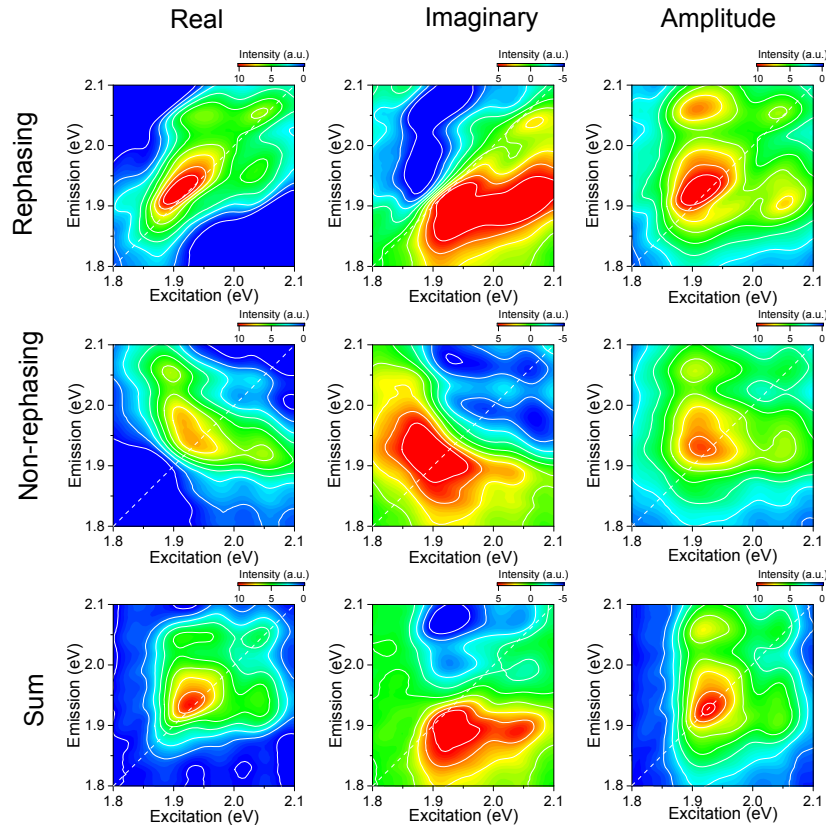 Real
Imaginary
Amplitude
Rephasing
Intensity (a.u.)
10 5 0
2.1
2.0
1.9
1.8
Emission (eV)
1.8 1.9 2.0 2.1
Excitation (eV)
Intensity (a.u.)
5 0 -5
2.1
2.0
1.9
1.8
Emission (eV)
1.8 1.9 2.0 2.1
Excitation (eV)
Intensity (a.u.)
10 5 0
2.1
2.0
1.9
1.8
Emission (eV)
1.8 1.9 2.0 2.1
Excitation (eV)
Non-rephasing
Intensity (a.u.)
10 5 0
2.1
2.0
1.9
1.8
Emission (eV)
1.8 1.9 2.0 2.1
Excitation (eV)
Intensity (a.u.)
5 0 -5
2.1
2.0
1.9
1.8
Emission (eV)
1.8 1.9 2.0 2.1
Excitation (eV)
Intensity (a.u.)
10 5 0
2.1
2.0
1.9
1.8
Emission (eV)
1.8 1.9 2.0 2.1
Excitation (eV)
Sum
Intensity (a.u.)
10 5 0
2.1
2.0
1.9
1.8
Emission (eV)
1.8 1.9 2.0 2.1
Excitation (eV)
Intensity (a.u.)
5 0 -5
2.1
2.0
1.9
1.8
Emission (eV)
1.8 1.9 2.0 2.1
Excitation (eV)
Intensity (a.u.)
10 5 0
2.1
2.0
1.9
1.8
Emission (eV)
1.8 1.9 2.0 2.1
Excitation (eV)